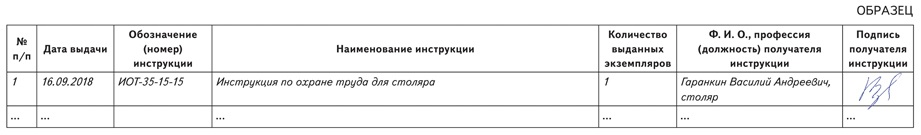 ОБРАЗЕЦ
№ п/п | Дата выдачи | Обозначение (номер) инструкции | Наименование инструкции | Количество выданных экземпляров | Ф. И. О., профессия (должность) получателя инструкции | Подпись получателя инструкции
1 | 16.09.2018 | ИОТ-35-15-15 | Инструкция по охране труда для столяра | 1 | Гаранкин Василий Андреевич, столяр
... | ... | ... | ... | ... | ... | ...